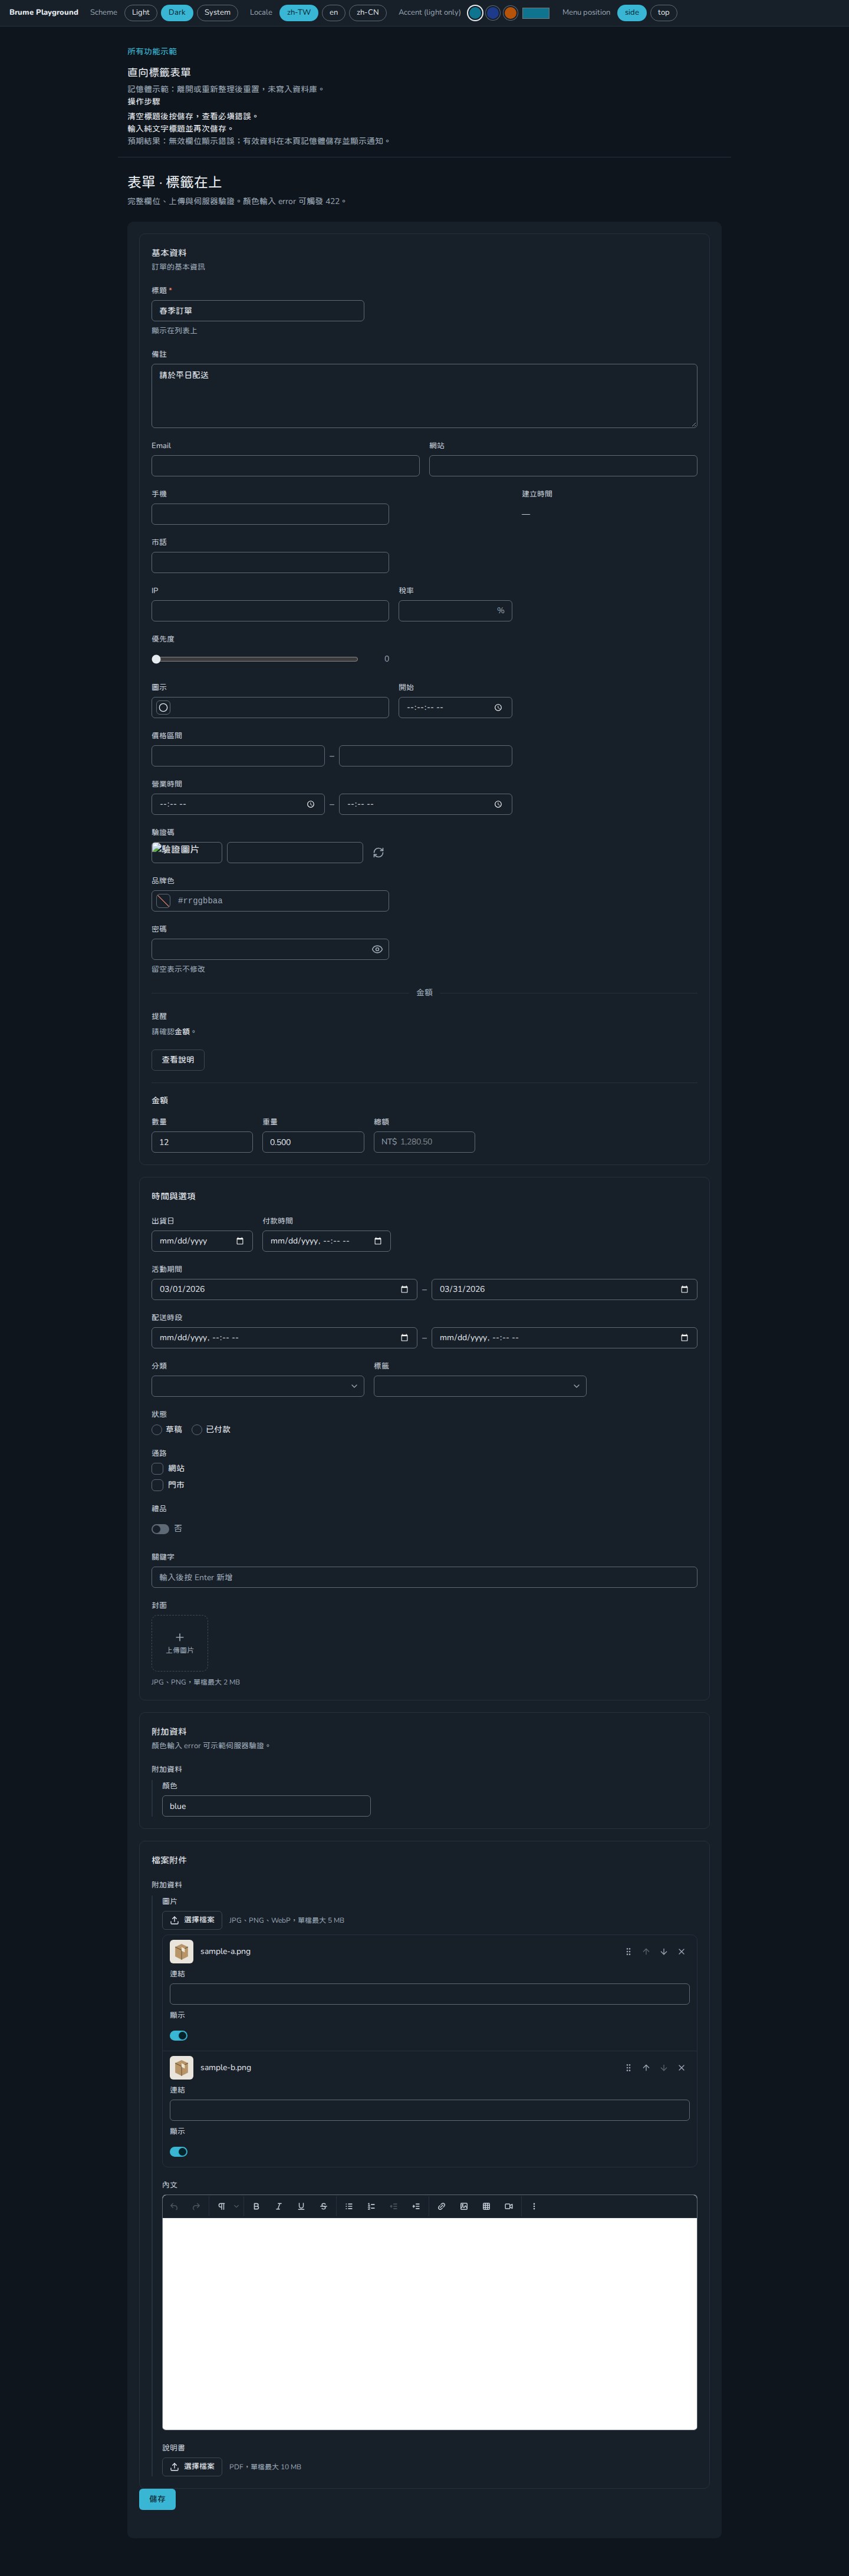 Brume Playground Scheme Light Dark System Locale zh-TW en zh-CN Accent (light only) Menu position side top
所有功能示範
直向標籤表單
記憶體示範：離開或重新整理後重置，未寫入資料庫。
操作步驟
清空標題後按儲存，查看必填錯誤。
輸入純文字標題並再次儲存。
預期結果：無效欄位顯示錯誤；有效資料在本頁記憶體儲存並顯示通知。
表單 · 標籤在上
完整欄位、上傳與伺服器驗證。顏色輸入 error 可觸發 422。
基本資料
訂單的基本資訊
標題 *
春季訂單
顯示在列表上
備註
請於平日配送
Email 網站
手機 建立時間
—
市話
IP 稅率
%
優先度
0
圖示 開始
--:--:-- --
價格區間
–
營業時間
--:-- -- – --:-- --
驗證碼
驗證圖片
品牌色
#rrggbbaa
密碼
留空表示不修改
金額
提醒
請確認金額。
查看說明
金額
數量 重量 總額
12 0.500 NT$ 1,280.50
時間與選項
出貨日 付款時間
mm/dd/yyyy mm/dd/yyyy, --:-- --
活動期間
03/01/2026 – 03/31/2026
配送時段
mm/dd/yyyy, --:-- -- – mm/dd/yyyy, --:-- --
分類 標籤
狀態
草稿 已付款
通路
網站
門市
禮品
否
關鍵字
輸入後按 Enter 新增
封面
上傳圖片
JPG、PNG，單檔最大 2 MB
附加資料
顏色輸入 error 可示範伺服器驗證。
附加資料
顏色
blue
檔案附件
附加資料
圖片
選擇檔案 JPG、PNG、WebP，單檔最大 5 MB
sample-a.png
連結
顯示
sample-b.png
連結
顯示
內文
說明書
選擇檔案 PDF，單檔最大 10 MB
儲存